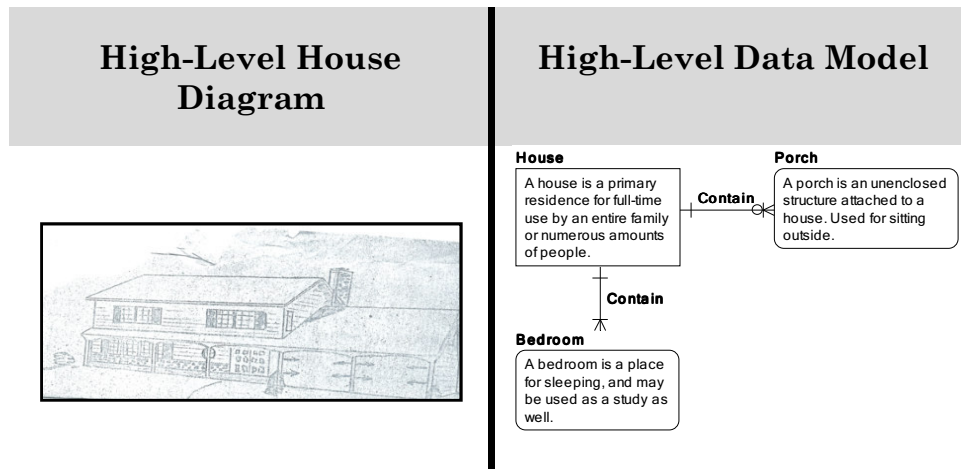 High-Level House
Diagram
High-Level Data Model
House
A house is a primary
residence for full-time
use by an entire family
or numerous amounts
of people.
Contain
Porch
A porch is an unenclosed
structure attached to a
house. Used for sitting
outside.
Contain
Bedroom
A bedroom is a place
for sleeping, and may
be used as a study as
well.